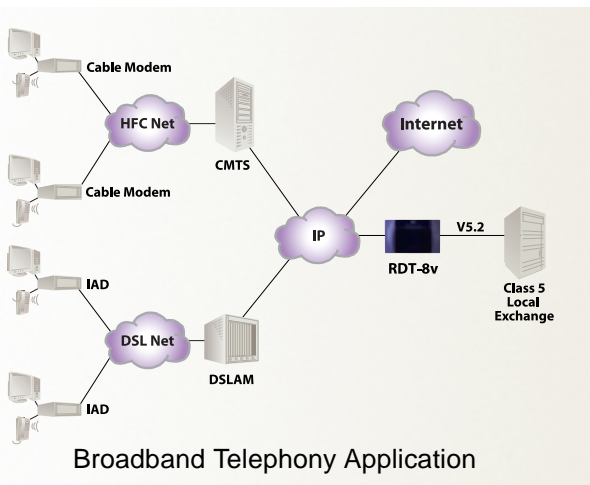 Cable Modem
HFC Net
CMTS
Internet
Cable Modem
IP
V5.2
RDT-8v
Class 5
Local
Exchange
IAD
DSL Net
DSLAM
IAD
Broadband Telephony Application